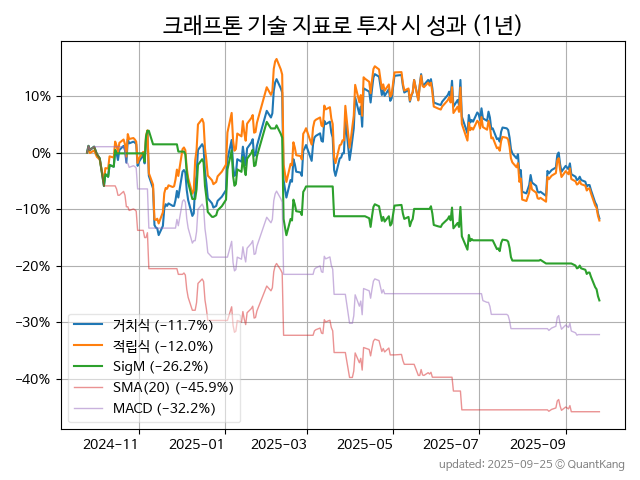 크래프톤 기술 지표로 투자 시 성과 (1년)
10%
0%
−10%
−20%
−30%
−40%
거치식 (−11.7%)
적립식 (−12.0%)
SigM (−26.2%)
SMA(20) (−45.9%)
MACD (−32.2%)
2024−11 2025−01 2025−03 2025−05 2025−07 2025−09
updated: 2025-09-25 © QuantKang